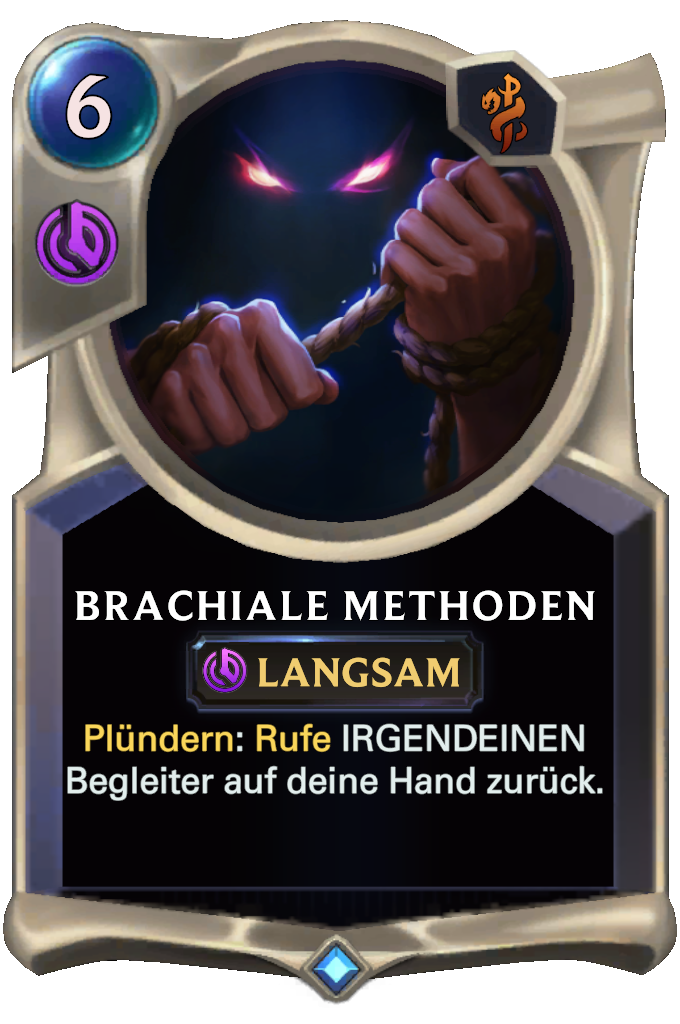 6
BRACHIALE METHODEN
LANGSAM
Plündern: Rufe IRGENDEINEN
Begleiter auf deine Hand zurück.